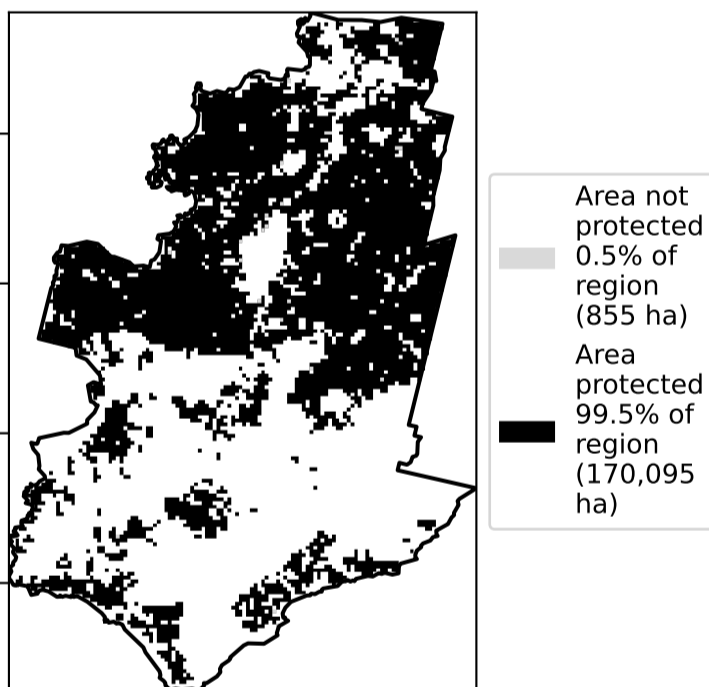 Area not
protected
0.5% of
region
(855 ha)
Area
protected
99.5% of
region
(170,095
ha)